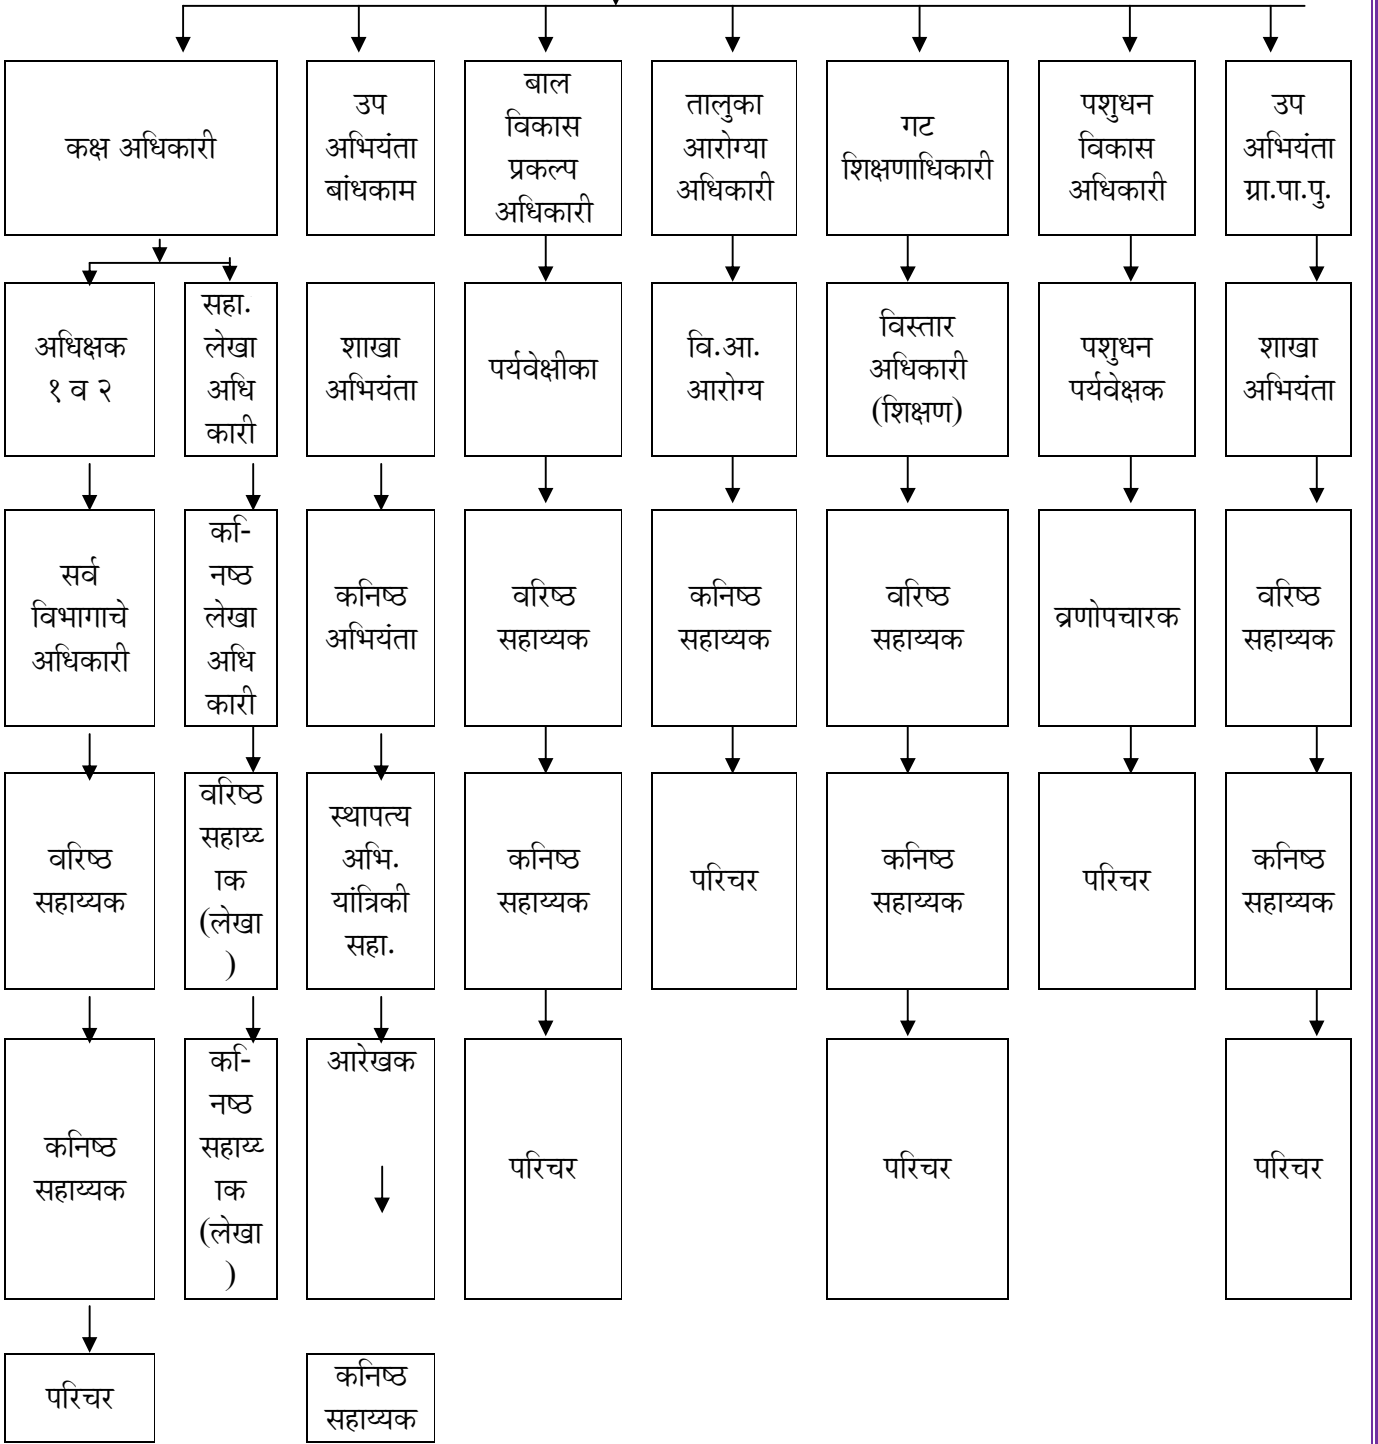 कक्ष अधिकारी
उप
अभियंता
बांधकाम
बाल
विकास
प्रकल्प
अधिकारी
तालुका
आरोग्या
अधिकारी
गट
शिक्षणाधिकारी
पशुधन
विकास
अधिकारी
उप
अभियंता
ग्रा.पा.पु.
अधिक्षक
१ व २
सहा.
लेखा
अधि
कारी
शाखा
अभियंता
पर्यवेक्षीका
वि.आ.
आरोग्य
विस्तार
अधिकारी
(शिक्षण)
पशुधन
पर्यवेक्षक
शाखा
अभियंता
सर्व
विभागाचे
अधिकारी
कनि-
नष्ठ
लेखा
अधि
कारी
कनिष्ठ
अभियंता
वरिष्ठ
सहाय्यक
कनिष्ठ
सहाय्यक
वरिष्ठ
सहाय्यक
व्रणोपचारक
वरिष्ठ
सहाय्यक
वरिष्ठ
सहाय्यक
वरिष्ठ
सहाय्य
ाक
(लेखा
)
स्थापत्य
अभि.
यांत्रिकी
सहा.
कनिष्ठ
सहाय्यक
परिचर
कनिष्ठ
सहाय्यक
परिचर
कनिष्ठ
सहाय्यक
कनिष्ठ
सहाय्यक
कनि-
नष्ठ
सहाय्य
ाक
(लेखा
)
आरेखक
परिचर
परिचर
परिचर
परिचर
कनिष्ठ
सहाय्यक